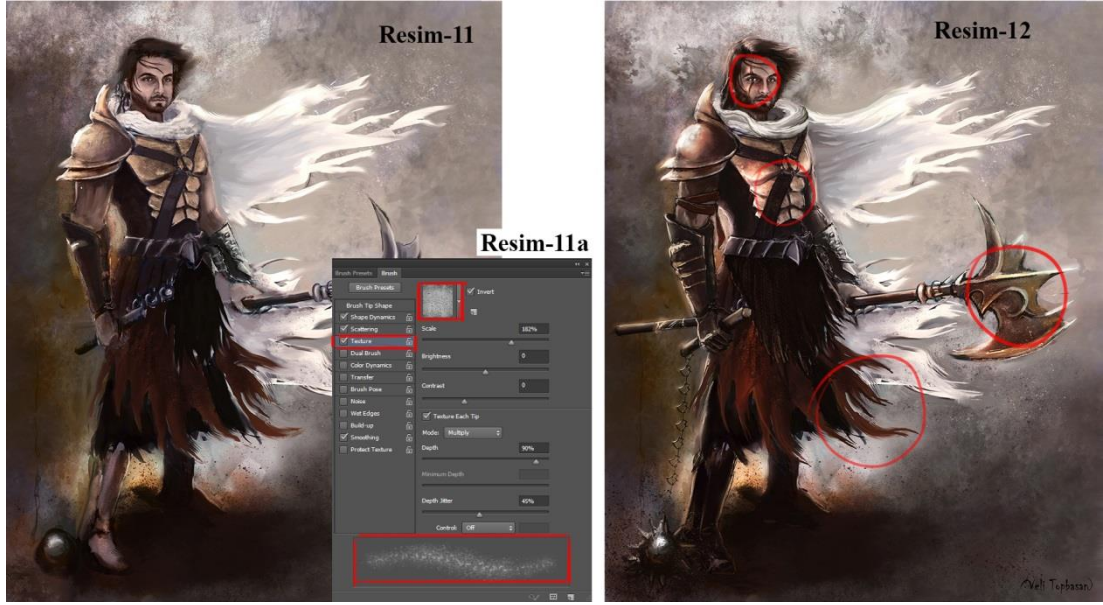 Resim-11
Resim-12
Resim-11a
Brush Presets Brush
Brush Presets
Invert
Brush Tip Shape
Shape Dynamics
Scattering
Texture
Dual Brush
Color Dynamics
Transfer
Brush Pose
Noise
Wet Edges
Build-up
Smoothing
Protect Texture
Scale 182%
Brightness 0
Contrast 0
Texture Each Tip
Mode: Multiply
Depth 90%
Minimum Depth
Depth Jitter 45%
Control: Off
©Veli Topbasan